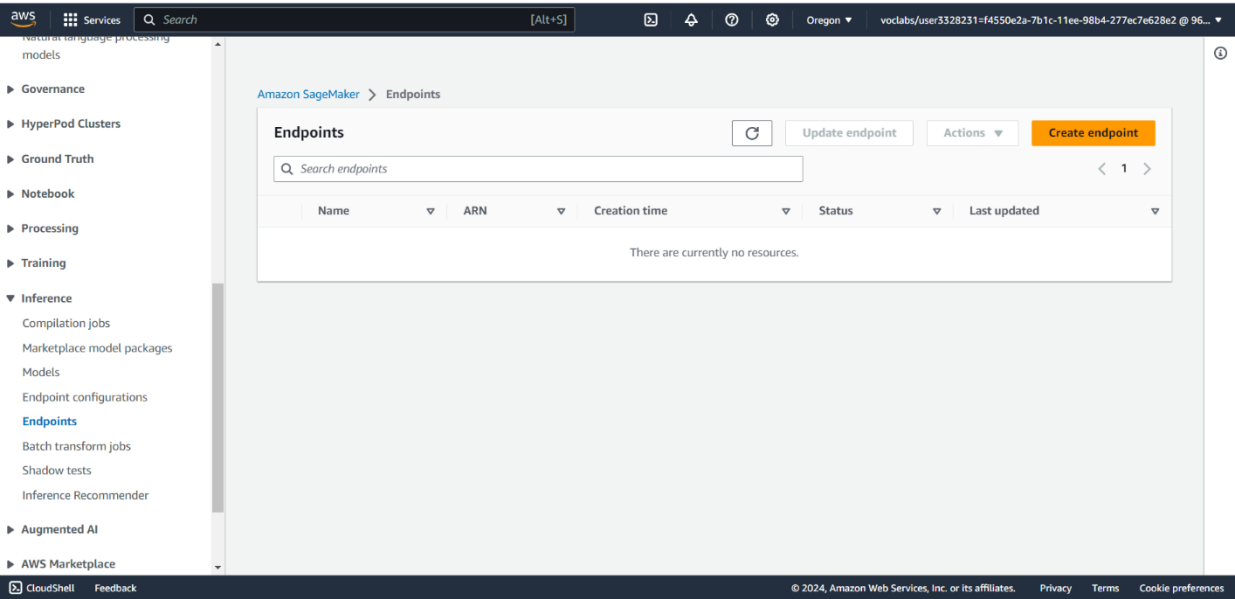 aws Services Search [Alt+S] Oregon voclabs/user3328231=f4550e2a-7b1c-11ee-98b4-277ec7e628e2 @ 96...
Natural language processing
models
Governance
HyperPod Clusters
Ground Truth
Notebook
Processing
Training
Inference
Compilation jobs
Marketplace model packages
Models
Endpoint configurations
Endpoints
Batch transform jobs
Shadow tests
Inference Recommender
Augmented AI
AWS Marketplace
Amazon SageMaker > Endpoints
Endpoints Update endpoint Actions Create endpoint
Search endpoints < 1 >
Name ARN Creation time Status Last updated
There are currently no resources.
CloudShell Feedback © 2024, Amazon Web Services, Inc. or its affiliates. Privacy Terms Cookie preferences